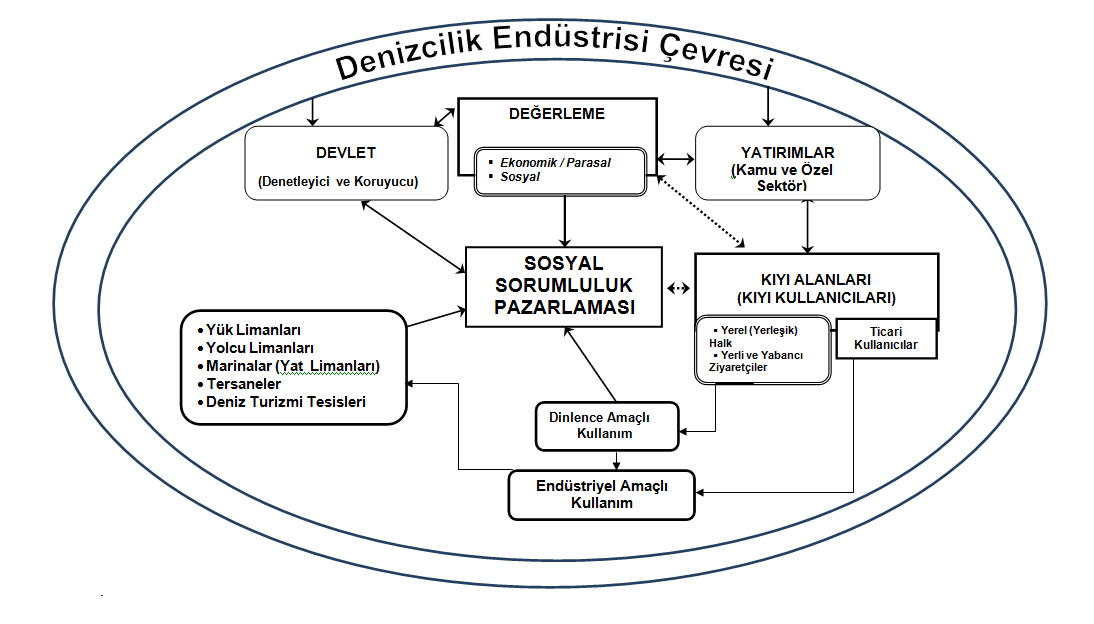 Denizcilik Endüstrisi Çevresi
DEĞERLEME
▪ Ekonomik / Parasal
▪ Sosyal
DEVLET
(Denetleyici ve Koruyucu)
YATIRIMLAR
(Kamu ve Özel
Sektör)
SOSYAL
SORUMLULUK
PAZARLAMASI
KIYI ALANLARI
(KIYI KULLANICILARI)
▪ Yerel (Yerleşik)
Halk
▪ Yerli ve Yabancı
Ziyaretçiler
Ticari
Kullanıcılar
• Yük Limanları
• Yolcu Limanları
• Marinalar (Yat Limanları)
• Tersaneler
• Deniz Turizmi Tesisleri
Dinlence Amaçlı
Kullanım
Endüstriyel Amaçlı
Kullanım